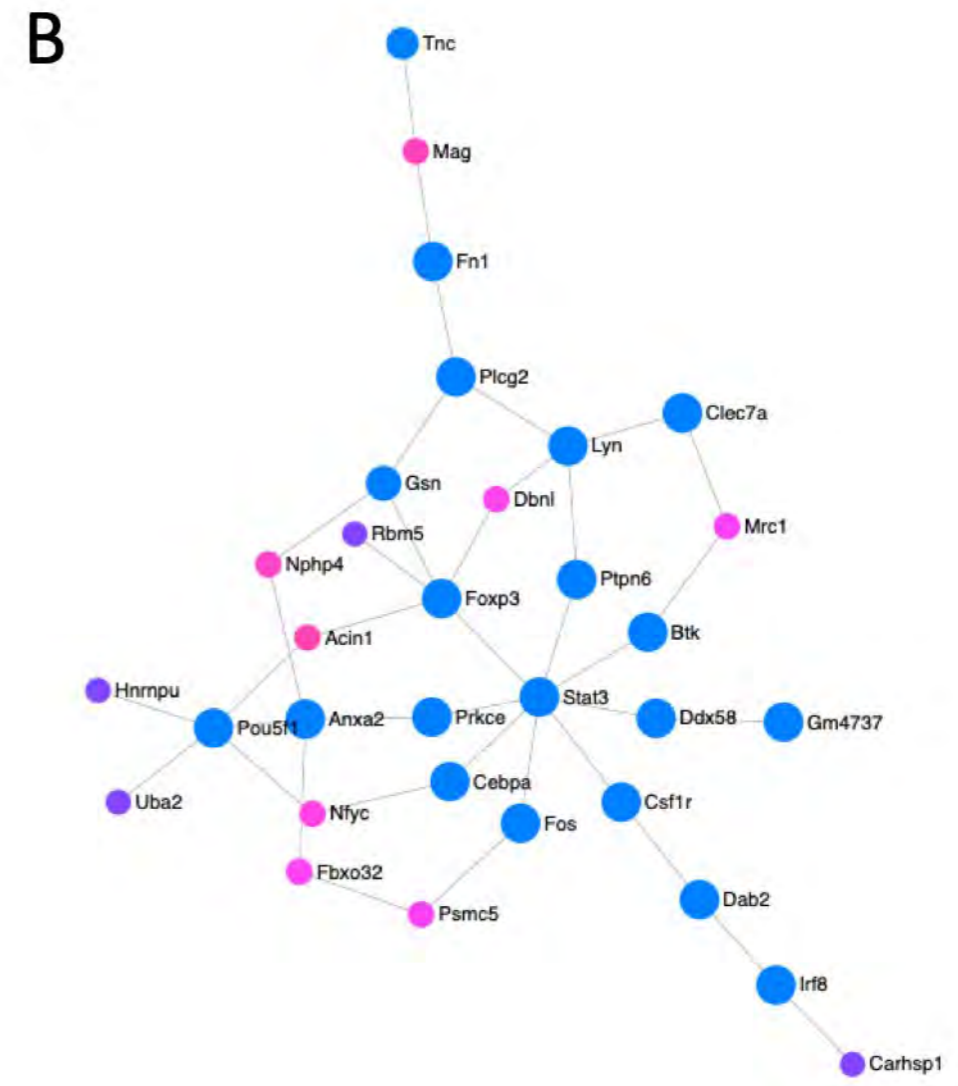 B
Tnc
Mag
Fn1
Plcg2
Clec7a
Lyn
Gsn
Dbnl
Mrc1
Rbm5
Nphp4
Ptpn6
Foxp3
Btk
Acin1
Hnrnpu
Stat3
Pou5f1
Anxa2
Prkce
Ddx58
Gm4737
Cebpa
Uba2
Csf1r
Nfyc
Fos
Fbxo32
Dab2
Psmc5
Irf8
Carhsp1